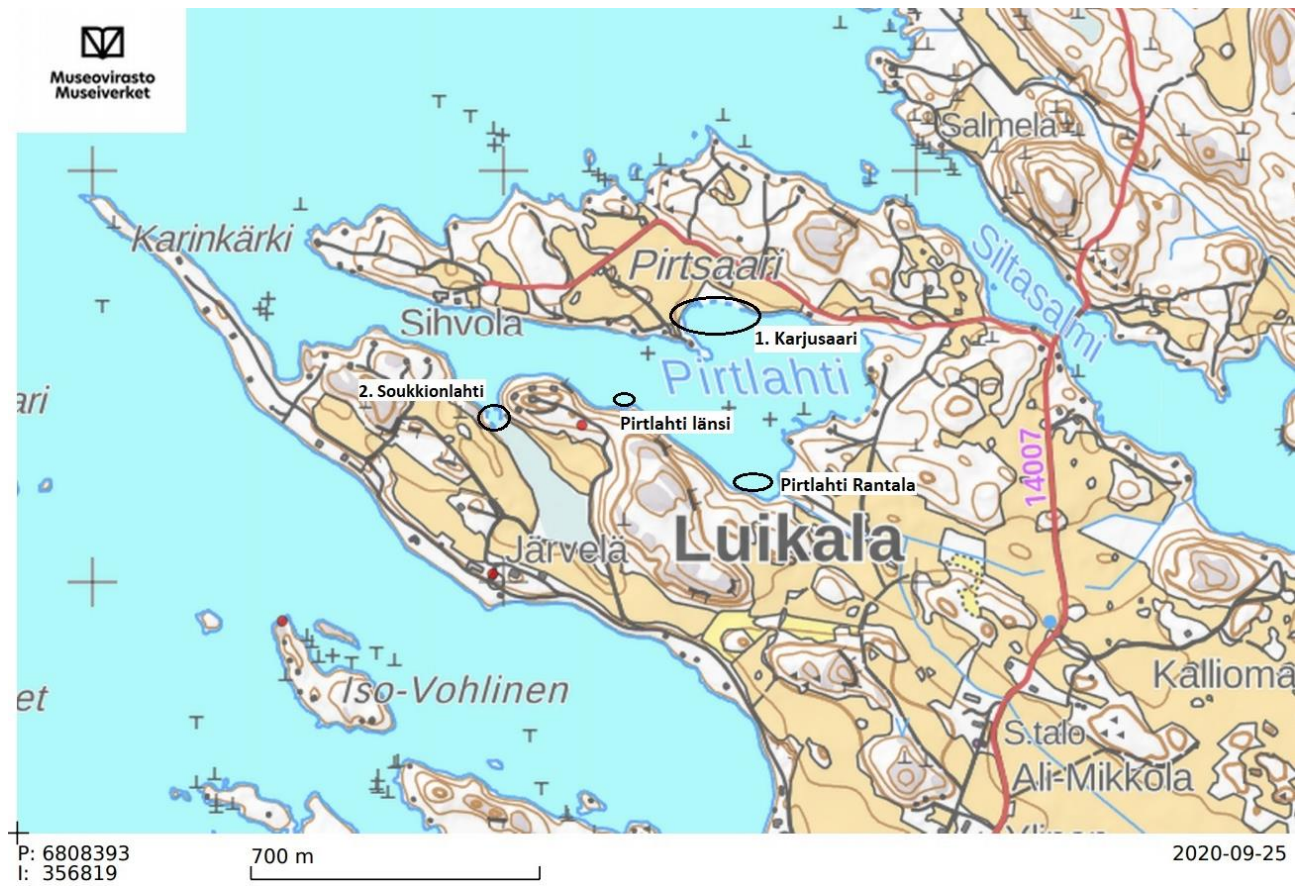 Museovirasto
Museiverket
Salmela
Karinkärki
Siltasalmi
Pirtsaari
Sihvola
1. Karjusaari
Pirtlahti
2. Soukkionlahti
ari
Pirtlahti länsi
14007
Pirtlahti Rantala
Luikala
Järvelä
Kallioma
et
Iso-Vohlinen
S.talo
Ali-Mikkola
P: 6808393
I: 356819
700 m
2020-09-25